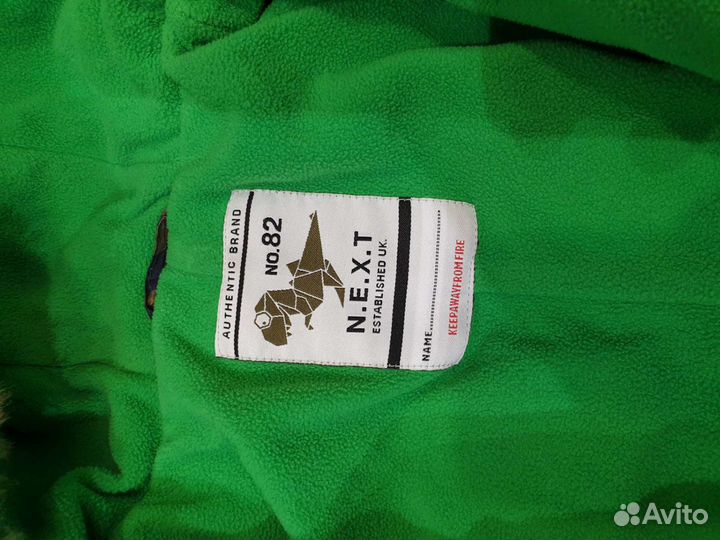 AUTHENTIC BRAND
NO.82
N.E.X.T
ESTABLISHED UK.
NAME..............................
KEEPAWAYFROMFIRE
Avito